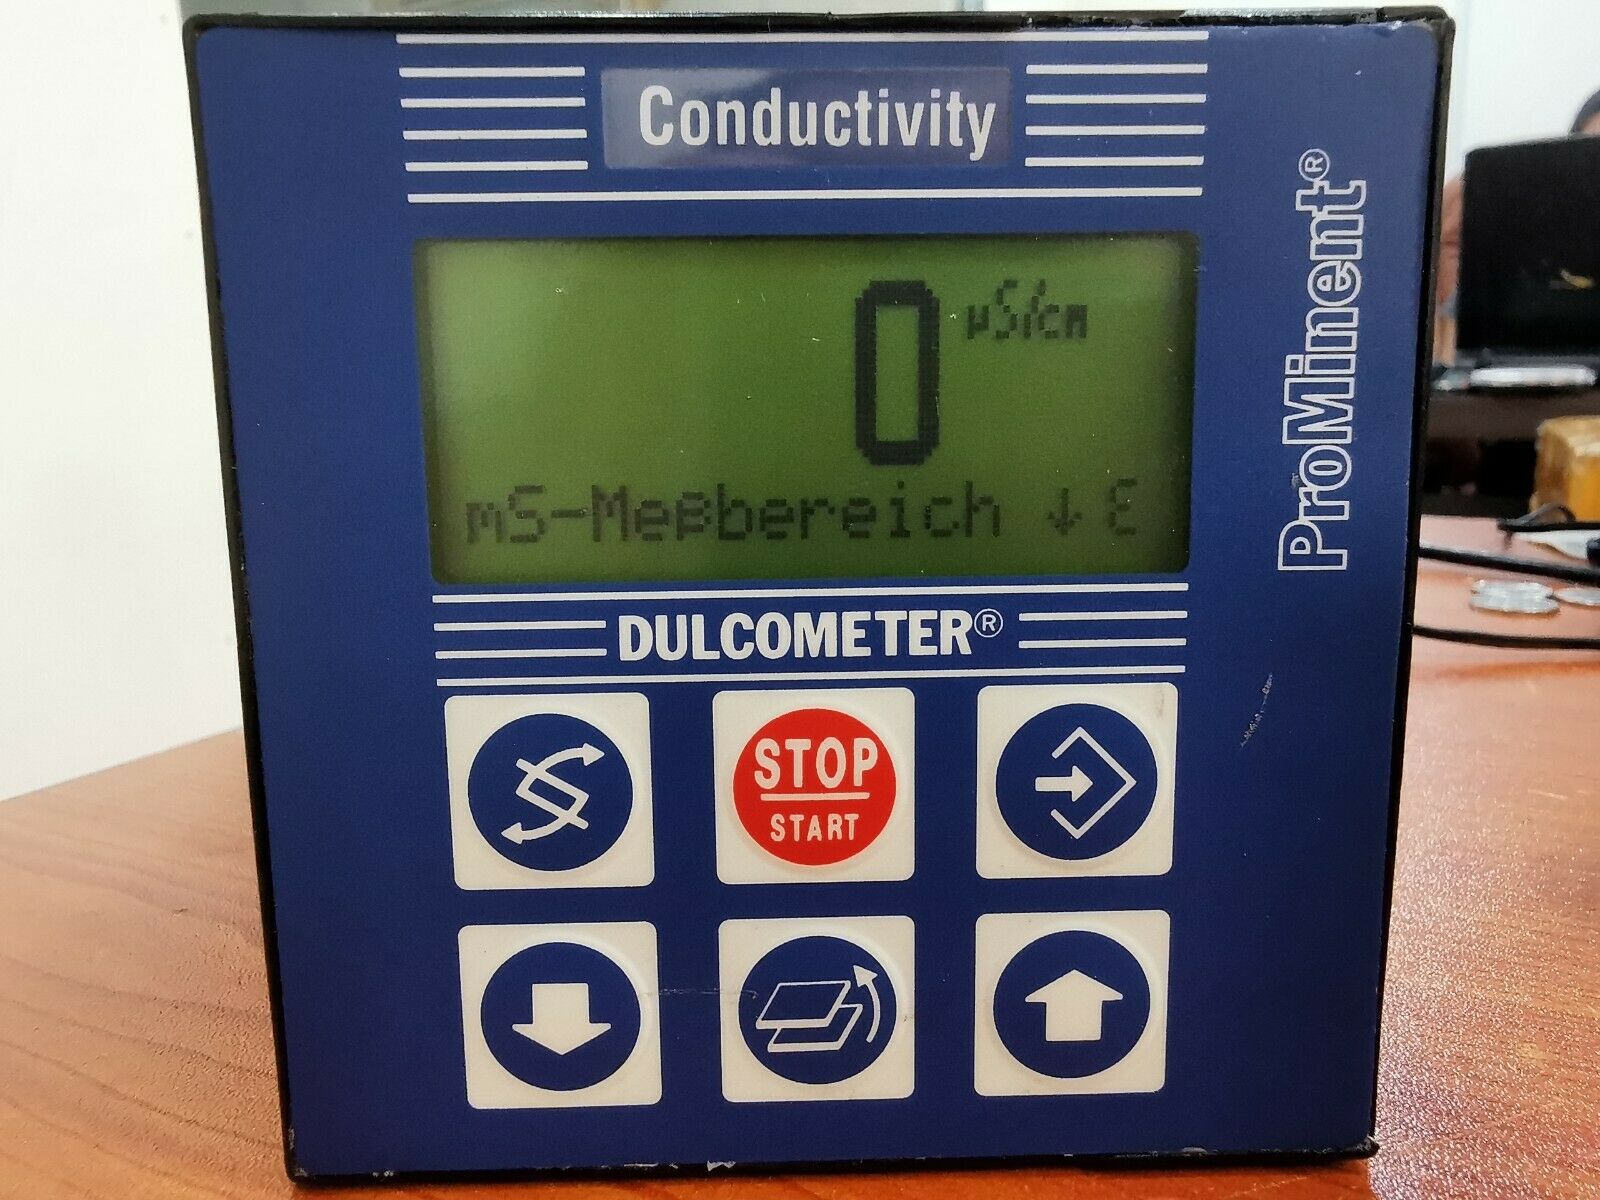 Conductivity
0 µS/cm
mS-Meßbereich ↓ E
DULCOMETER®
ProMinent®
STOP
START